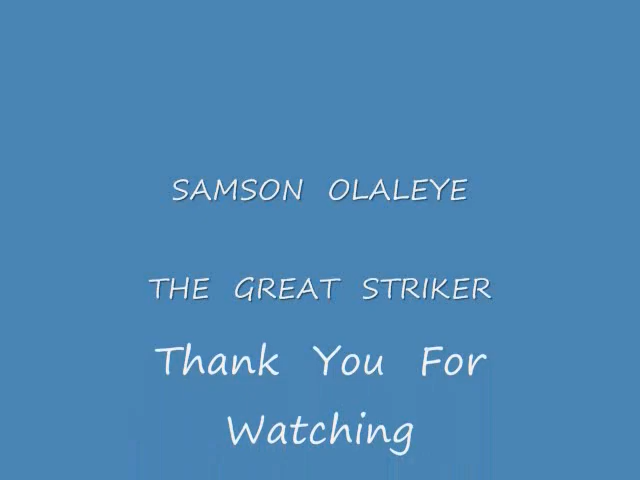 SAMSON OLALEYE
THE GREAT STRIKER
Thank You For
Watching